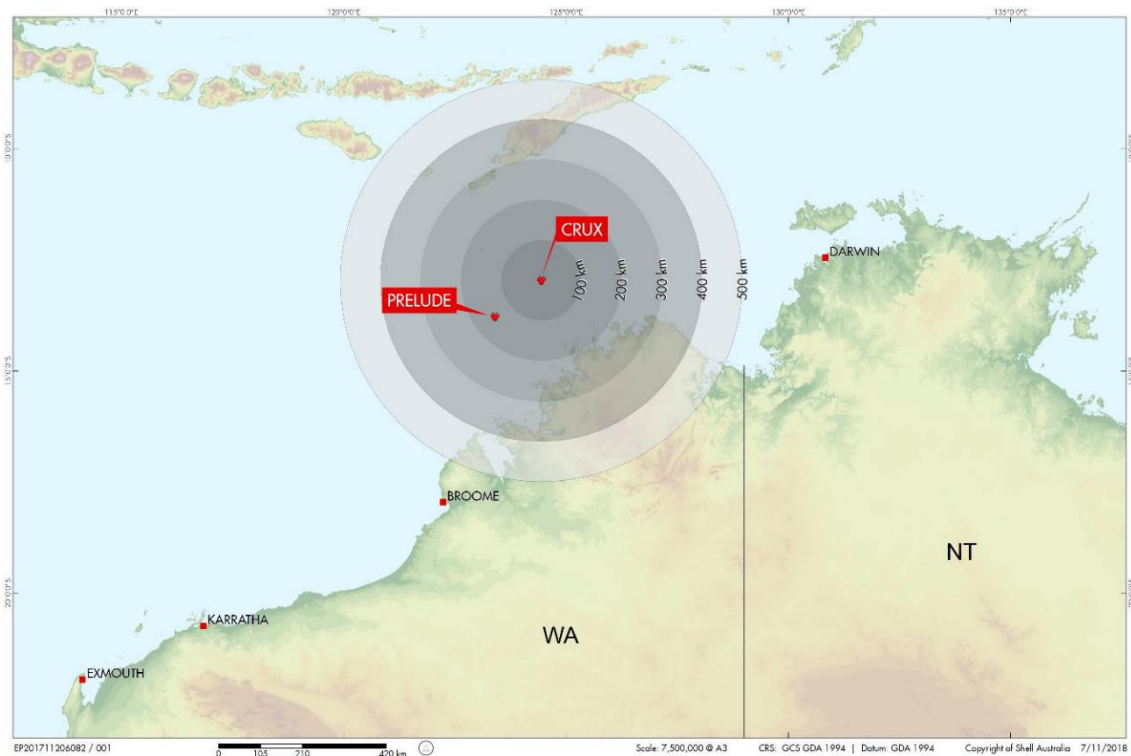 115°0'0"E 120°0'0"E 125°0'0"E 130°0'0"E 135°0'0"E
CRUX
DARWIN
100 km 200 km 300 km 400 km 500 km
PRELUDE
BROOME
NT
KARRATHA
WA
EXMOUTH
EP201711206082 / 001
0 105 210 420 km
Scale: 7,500,000 @ A3 CRS: GCS GDA 1994 | Datum: GDA 1994 Copyright of Shell Australia 7/11/2018